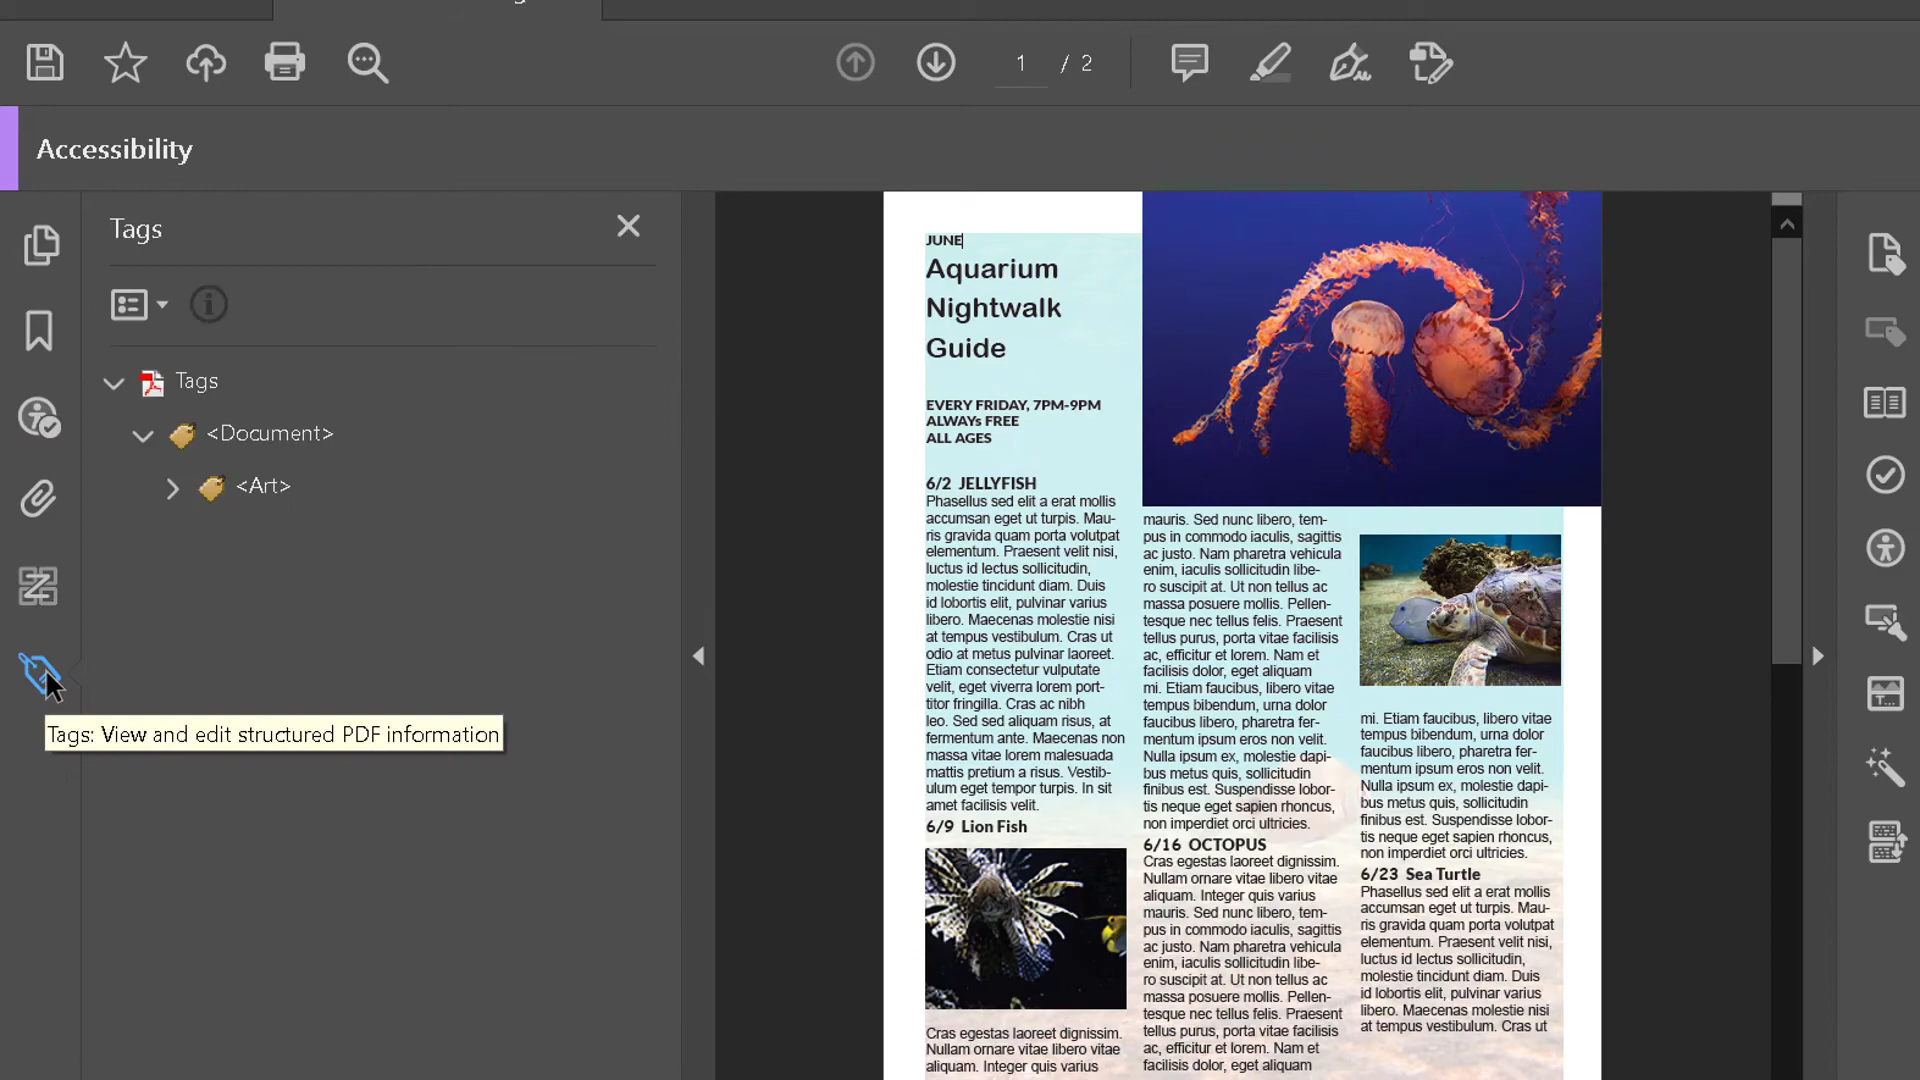 1 / 2
Accessibility
Tags
Tags
<Document>
<Art>
Tags: View and edit structured PDF information
JUNE
Aquarium
Nightwalk
Guide
EVERY FRIDAY, 7PM-9PM
ALWAYs FREE
ALL AGES
6/2 JELLYFISH
Phasellus sed elit a erat mollis
accumsan eget ut turpis. Mau-
ris gravida quam porta volutpat
elementum. Praesent velit nisi,
luctus id lectus sollicitudin,
molestie tincidunt diam. Duis
id lobortis elit, pulvinar varius
libero. Maecenas molestie nisi
at tempus vestibulum. Cras ut
odio at metus pulvinar laoreet.
Etiam consectetur vulputate
velit, eget viverra lorem port-
titor fringilla. Cras ac nibh
leo. Sed sed aliquam risus, at
fermentum ante. Maecenas non
massa vitae lorem malesuada
mattis pretium a risus. Vestib-
ulum eget tempor turpis. In sit
amet facilisis velit.
6/9 Lion Fish
Cras egestas laoreet dignissim.
Nullam ornare vitae libero vitae
aliquam. Integer quis varius
mauris. Sed nunc libero, tem-
pus in commodo iaculis, sagittis
ac justo. Nam pharetra vehicula
enim, iaculis sollicitudin libe-
ro suscipit at. Ut non tellus ac
massa posuere mollis. Pellen-
tesque nec tellus felis. Praesent
tellus purus, porta vitae facilisis
ac, efficitur et lorem. Nam et
facilisis dolor, eget aliquam
mi. Etiam faucibus, libero vitae
tempus bibendum, urna dolor
faucibus libero, pharetra fer-
mentum ipsum eros non velit.
Nulla ipsum ex, molestie dapi-
bus metus quis, sollicitudin
finibus est. Suspendisse lobor-
tis neque eget sapien rhoncus,
non imperdiet orci ultricies.
6/16 OCTOPUS
Cras egestas laoreet dignissim.
Nullam ornare vitae libero vitae
aliquam. Integer quis varius
mauris. Sed nunc libero, tem-
pus in commodo iaculis, sagittis
ac justo. Nam pharetra vehicula
enim, iaculis sollicitudin libe-
ro suscipit at. Ut non tellus ac
massa posuere mollis. Pellen-
tesque nec tellus felis. Praesent
tellus purus, porta vitae facilisis
ac, efficitur et lorem. Nam et
facilisis dolor, eget aliquam
mi. Etiam faucibus, libero vitae
tempus bibendum, urna dolor
faucibus libero, pharetra fer-
mentum ipsum eros non velit.
Nulla ipsum ex, molestie dapi-
bus metus quis, sollicitudin
finibus est. Suspendisse lobor-
tis neque eget sapien rhoncus,
non imperdiet orci ultricies.
6/23 Sea Turtle
Phasellus sed elit a erat mollis
accumsan eget ut turpis. Mau-
ris gravida quam porta volutpat
elementum. Praesent velit nisi,
luctus id lectus sollicitudin,
molestie tincidunt diam. Duis
id lobortis elit, pulvinar varius
libero. Maecenas molestie nisi
at tempus vestibulum. Cras ut